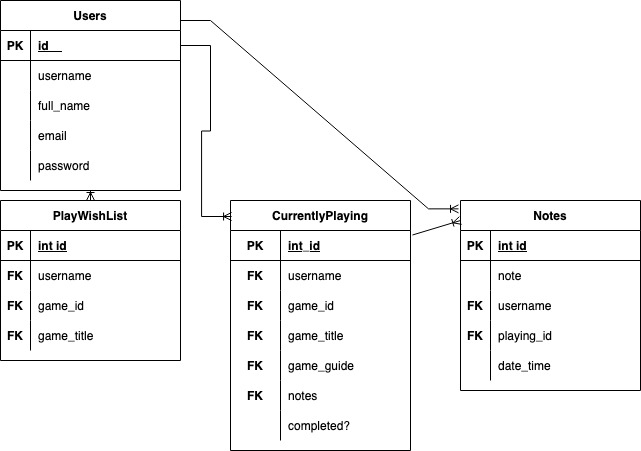 Users
PK id
username
full_name
email
password
PlayWishList
PK int id
FK username
FK game_id
FK game_title
CurrentlyPlaying
PK int_id
FK username
FK game_id
FK game_title
FK game_guide
FK notes
completed?
Notes
PK int id
note
FK username
FK playing_id
date_time